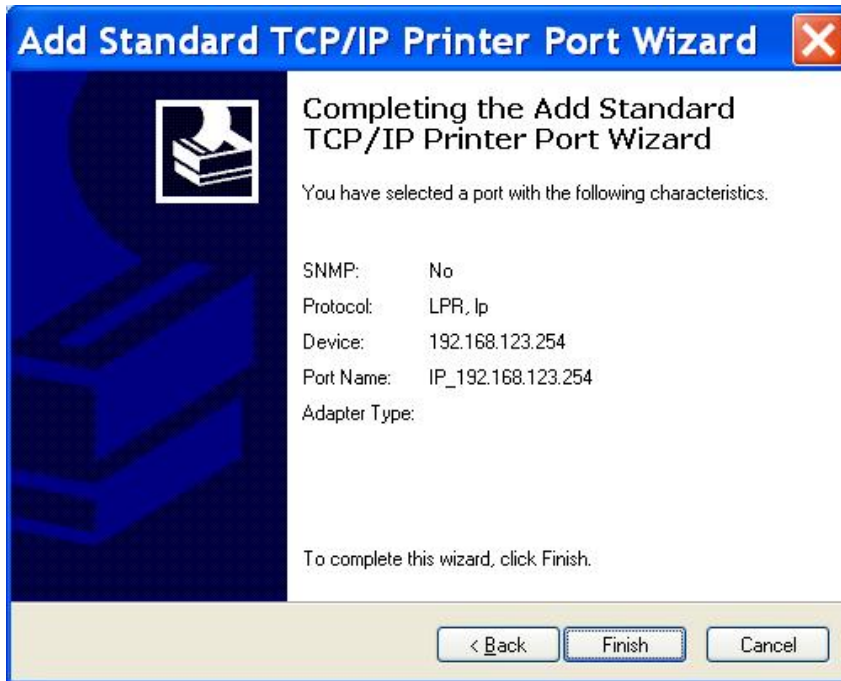 Add Standard TCP/IP Printer Port Wizard
Completing the Add Standard
TCP/IP Printer Port Wizard
You have selected a port with the following characteristics.
SNMP: No
Protocol: LPR, lp
Device: 192.168.123.254
Port Name: IP_192.168.123.254
Adapter Type:
To complete this wizard, click Finish.
< Back Finish Cancel